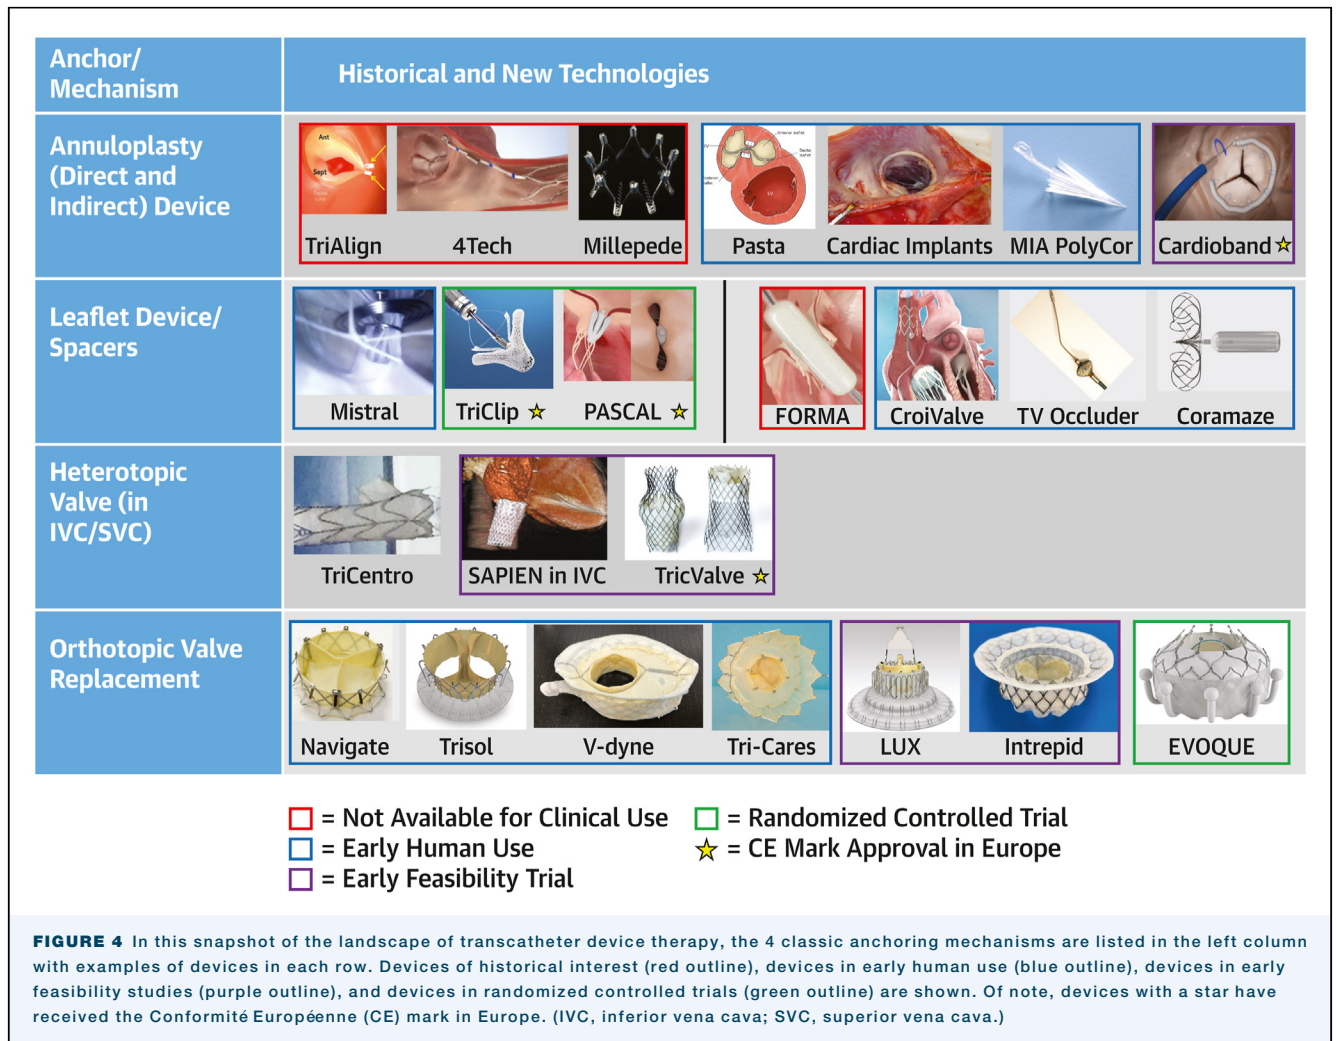 Anchor/
Mechanism
Historical and New Technologies
Annuloplasty
(Direct and
Indirect) Device
Ant
Sept
TriAlign
4Tech
Millepede
Anterior leaflet
LV
Pasta
Cardiac Implants
MIA PolyCor
Cardioband
Leaflet Device/
Spacers
Mistral
TriClip
PASCAL
FORMA
CroiValve
TV Occluder
Coramaze
Heterotopic
Valve (in
IVC/SVC)
TriCentro
SAPIEN in IVC
TricValve
Orthotopic Valve
Replacement
Navigate
Trisol
V-dyne
Tri-Cares
LUX
Intrepid
EVOQUE
= Not Available for Clinical Use
= Early Human Use
= Early Feasibility Trial
= Randomized Controlled Trial
= CE Mark Approval in Europe
FIGURE 4 In this snapshot of the landscape of transcatheter device therapy, the 4 classic anchoring mechanisms are listed in the left column
with examples of devices in each row. Devices of historical interest (red outline), devices in early human use (blue outline), devices in early
feasibility studies (purple outline), and devices in randomized controlled trials (green outline) are shown. Of note, devices with a star have
received the Conformité Européenne (CE) mark in Europe. (IVC, inferior vena cava; SVC, superior vena cava.)